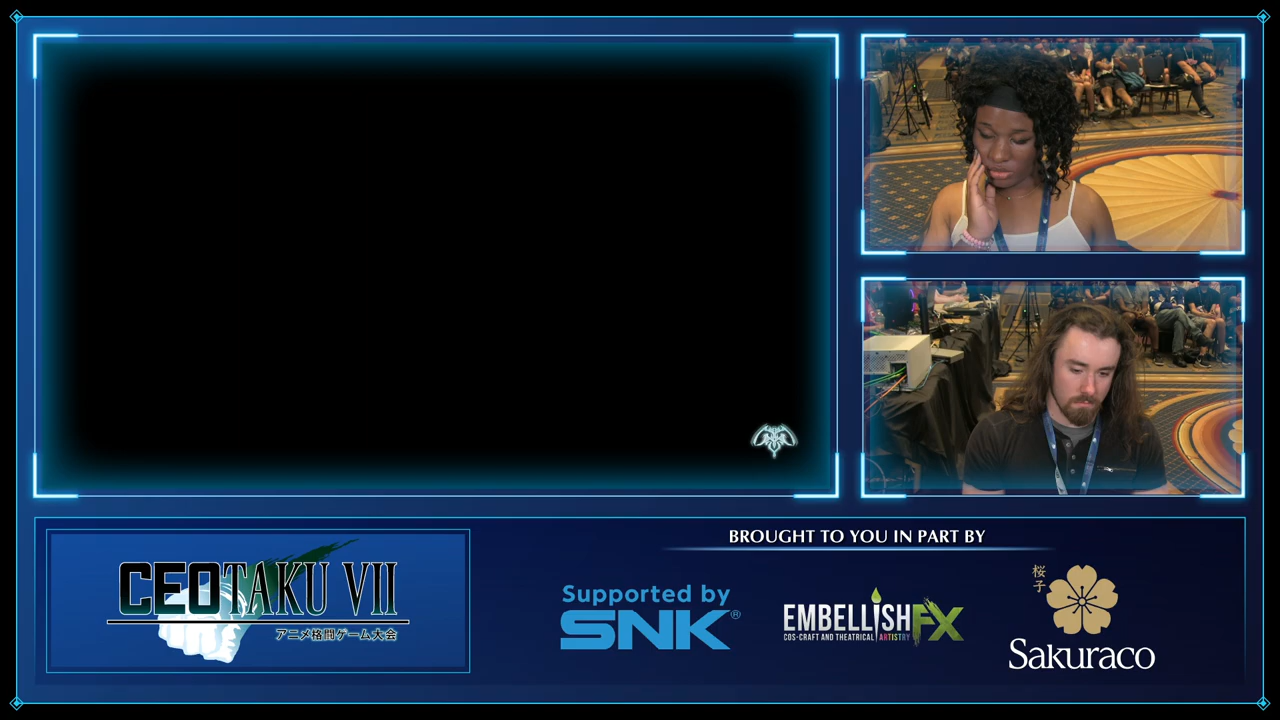 BROUGHT TO YOU IN PART BY
CEOTAKU VII
アニメ格闘ゲーム大会
Supported by
SNK®
EMBELLISHFX
COS-CRAFT AND THEATRICAL ARTISTRY
桜子
Sakuraco